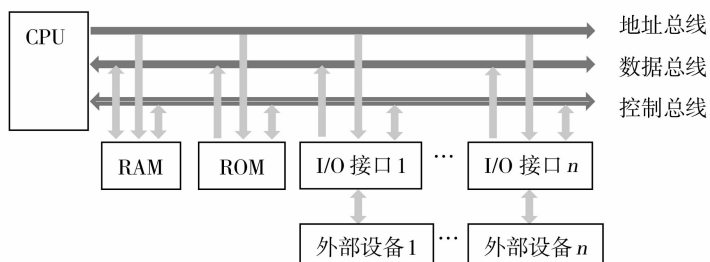 CPU
地址总线
数据总线
控制总线
RAM
ROM
I/O 接口 1
…
I/O 接口 n
外部设备 1
…
外部设备 n